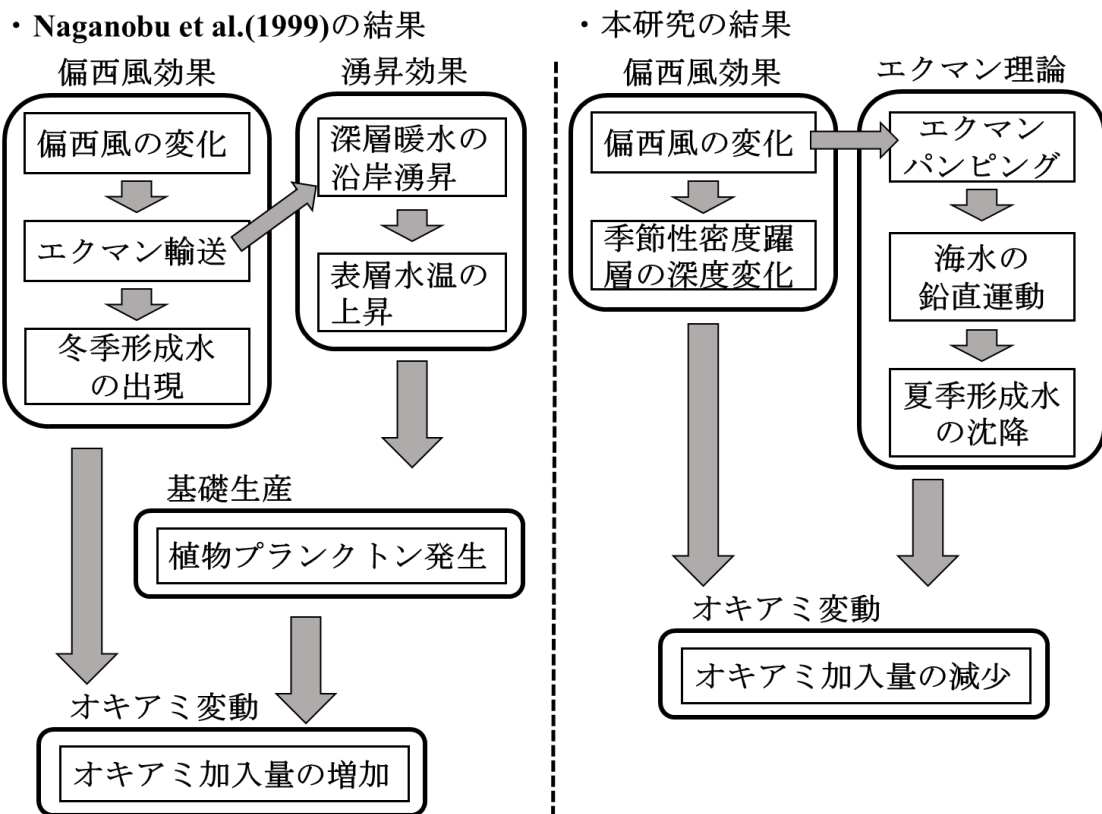 ・Naganobu et al.(1999)の結果
偏西風効果
偏西風の変化
エクマン輸送
冬季形成水
の出現
湧昇効果
深層暖水の
沿岸湧昇
表層水温の
上昇
基礎生産
植物プランクトン発生
オキアミ変動
オキアミ加入量の増加
・本研究の結果
偏西風効果
偏西風の変化
季節性密度躍
層の深度変化
エクマン理論
エクマン
パンピング
海水の
鉛直運動
夏季形成水
の沈降
オキアミ変動
オキアミ加入量の減少